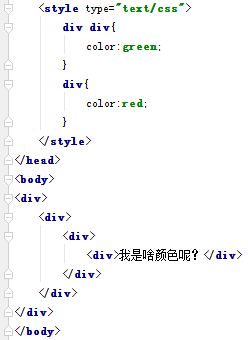 <style type="text/css">
div div{
color:green;
}
div{
color:red;
}
</style>
</head>
<body>
<div>
<div>
<div>
<div>我是啥颜色呢？</div>
</div>
</div>
</div>
</body>